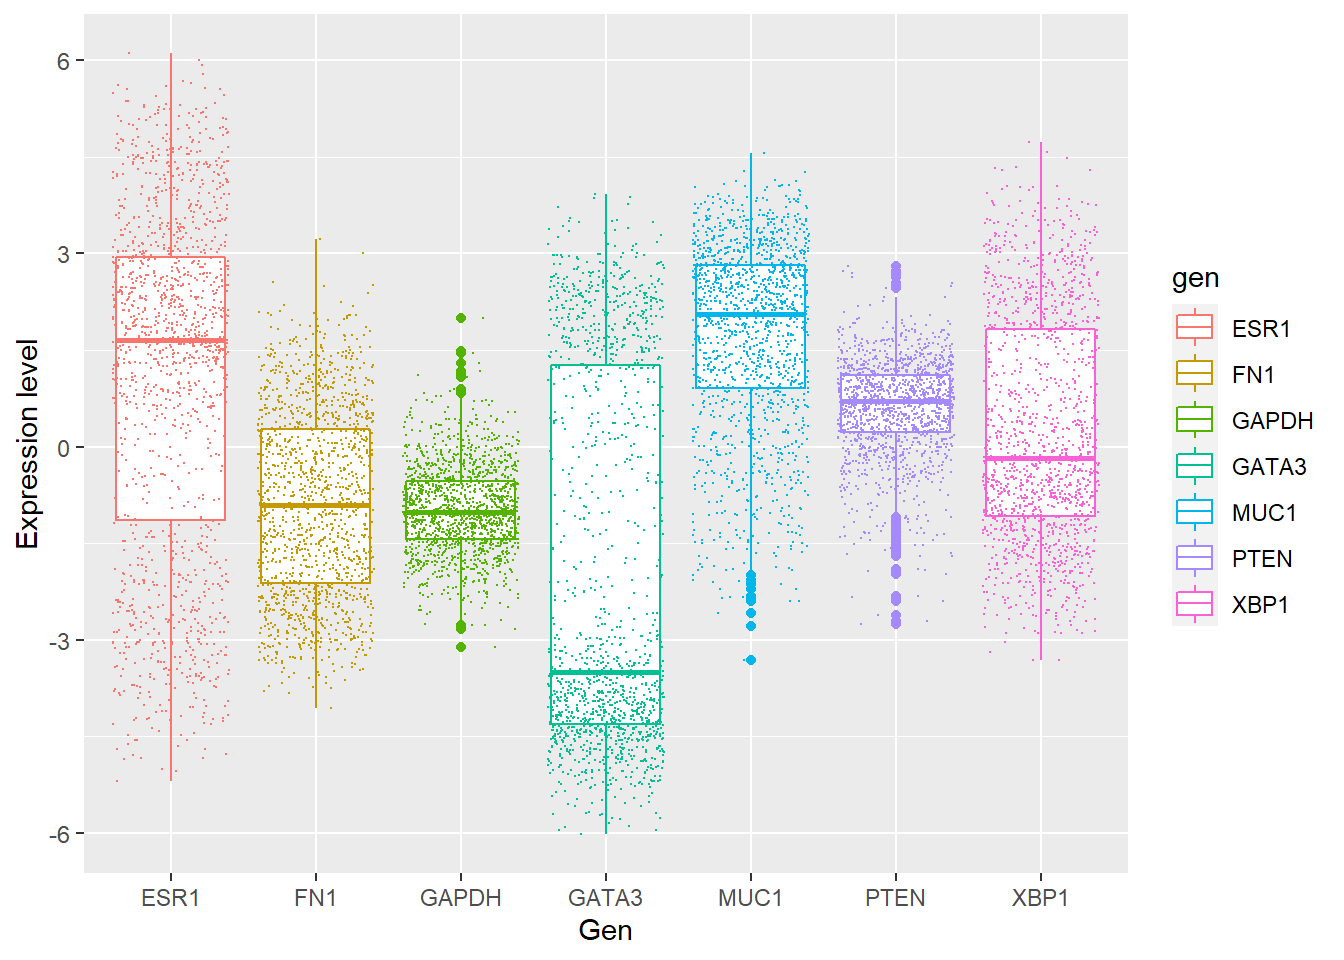 Expression level
6
3
0
-3
-6
ESR1 FN1 GAPDH GATA3 MUC1 PTEN XBP1
Gen
gen
ESR1
FN1
GAPDH
GATA3
MUC1
PTEN
XBP1